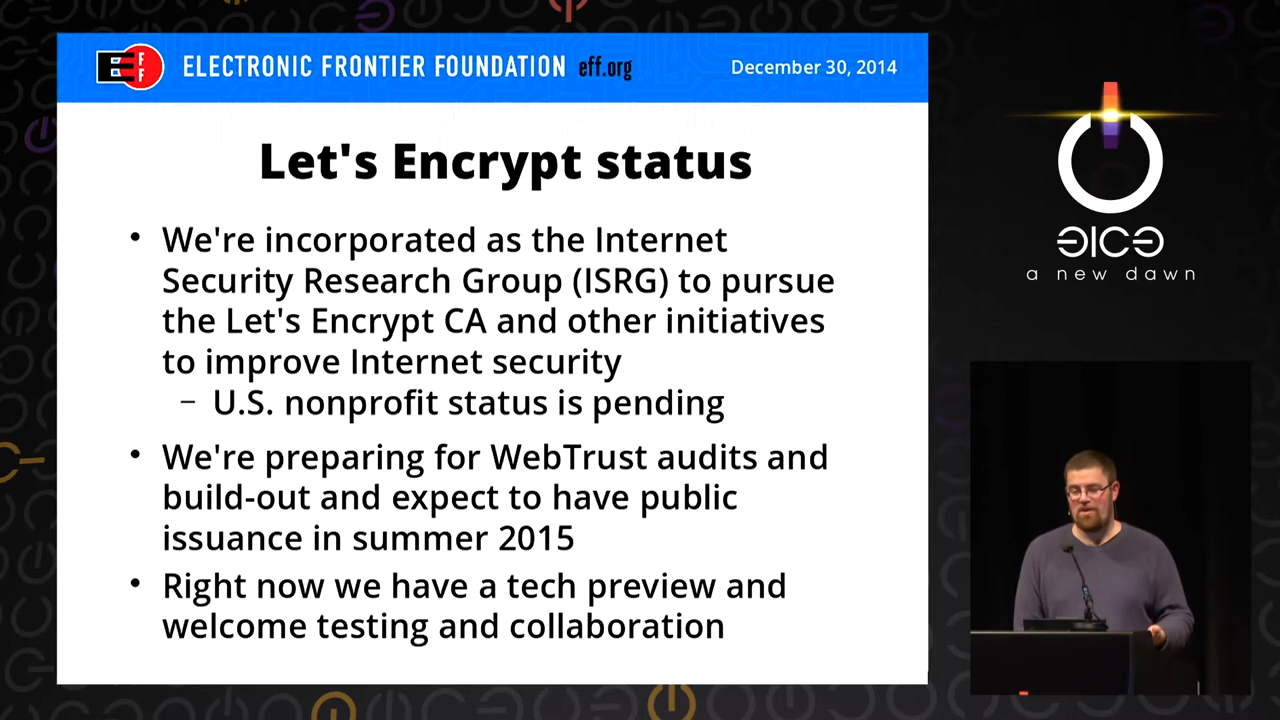 EFF ELECTRONIC FRONTIER FOUNDATION eff.org December 30, 2014
Let's Encrypt status
• We're incorporated as the Internet
Security Research Group (ISRG) to pursue
the Let's Encrypt CA and other initiatives
to improve Internet security
– U.S. nonprofit status is pending
• We're preparing for WebTrust audits and
build-out and expect to have public
issuance in summer 2015
• Right now we have a tech preview and
welcome testing and collaboration
a new dawn